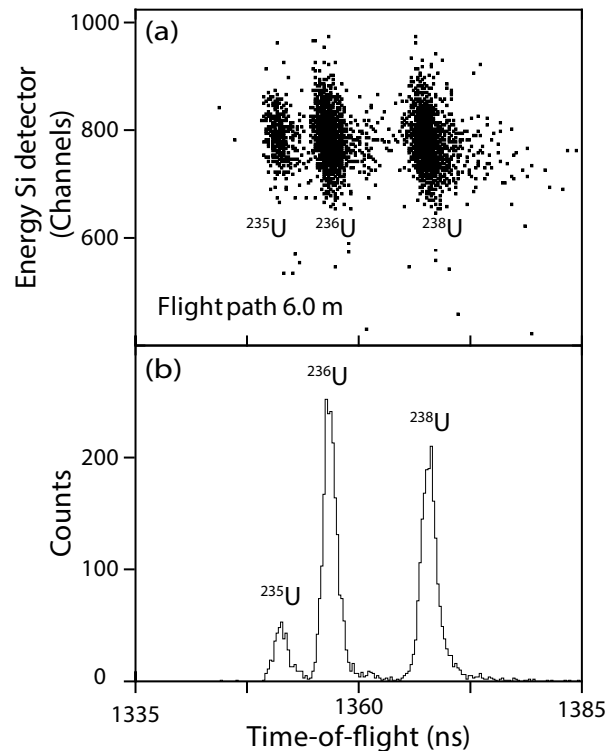 1000
(a)
800
600
Energy Si detector
(Channels)
²³⁵U
²³⁶U
²³⁸U
Flight path 6.0 m
(b)
²³⁶U
²³⁸U
²³⁵U
200
100
0
Counts
1335
1360
1385
Time-of-flight (ns)